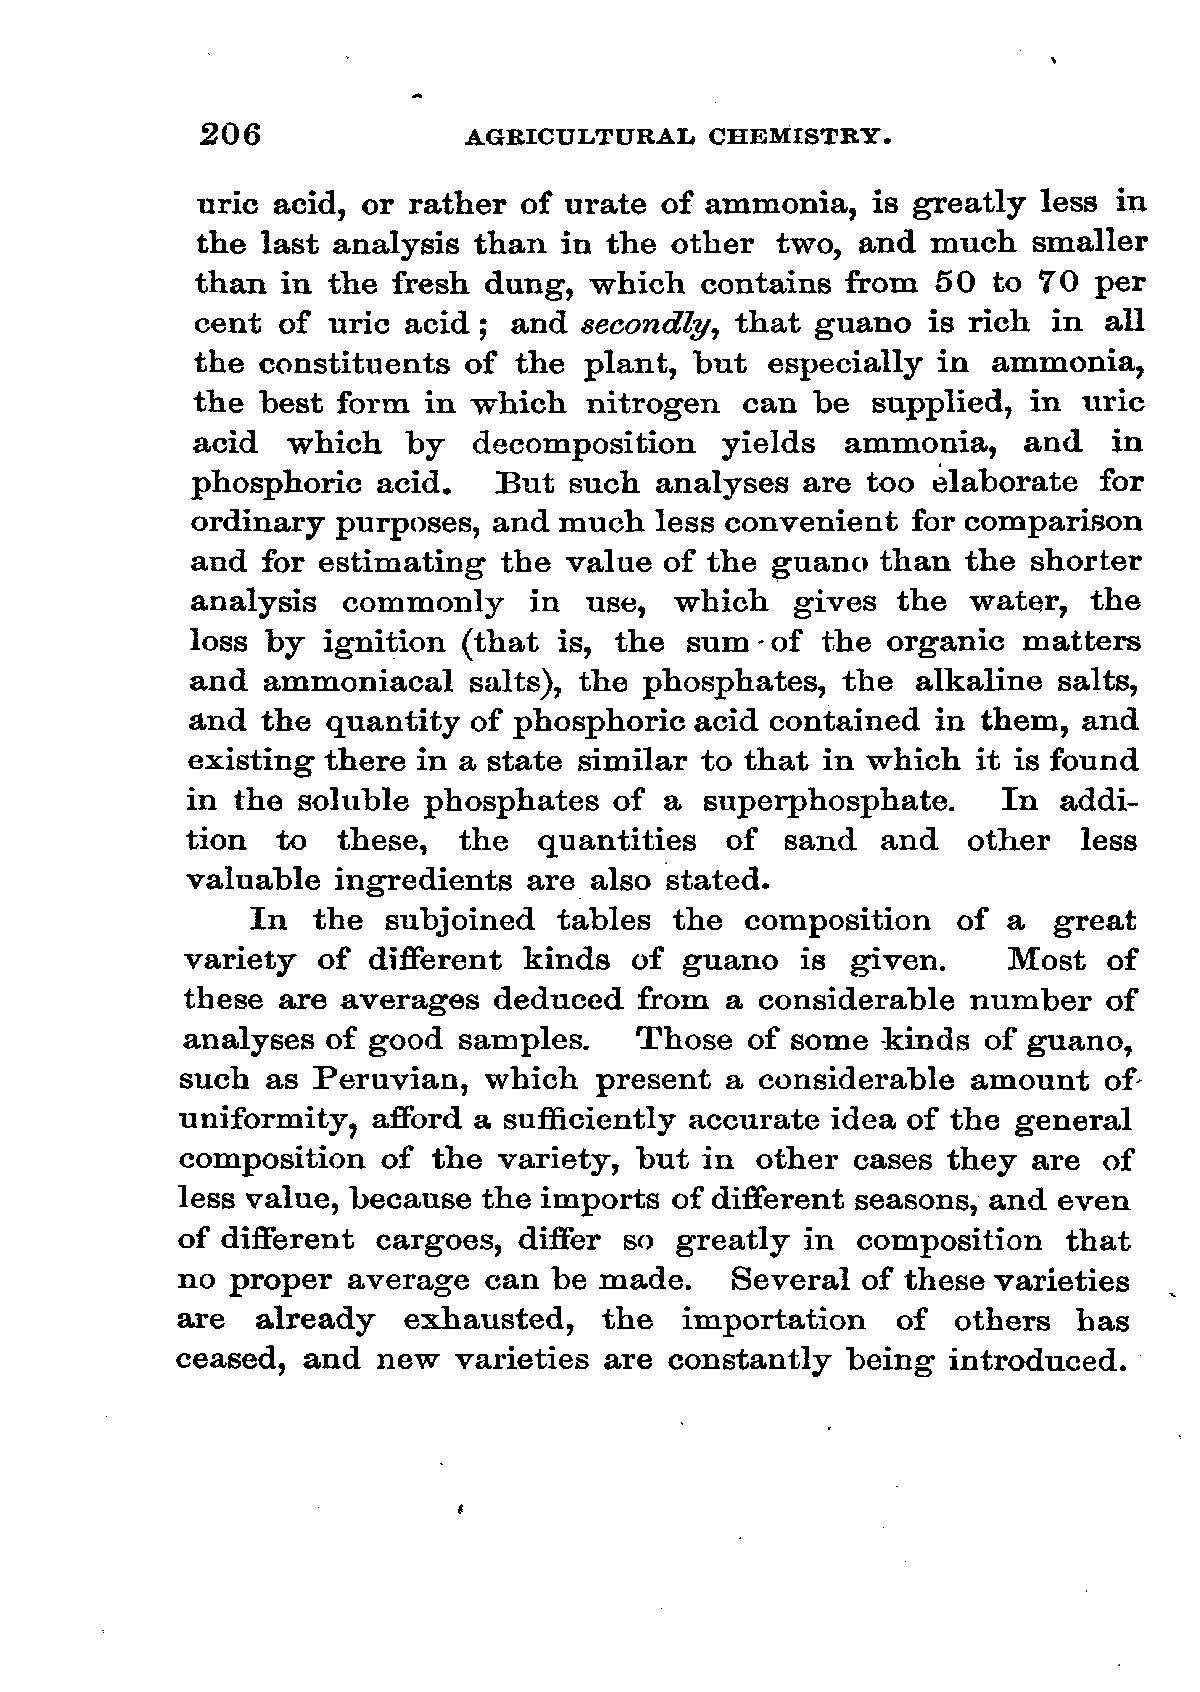 206 AGRICULTURAL CHEMISTRY.
uric acid, or rather of urate of ammonia, is greatly less in
the last analysis than in the other two, and much smaller
than in the fresh dung, which contains from 50 to 70 per
cent of uric acid ; and secondly, that guano is rich in all
the constituents of the plant, but especially in ammonia,
the best form in which nitrogen can be supplied, in uric
acid which by decomposition yields ammonia, and in
phosphoric acid. But such analyses are too elaborate for
ordinary purposes, and much less convenient for comparison
and for estimating the value of the guano than the shorter
analysis commonly in use, which gives the water, the
loss by ignition (that is, the sum of the organic matters
and ammoniacal salts), the phosphates, the alkaline salts,
and the quantity of phosphoric acid contained in them, and
existing there in a state similar to that in which it is found
in the soluble phosphates of a superphosphate. In addi-
tion to these, the quantities of sand and other less
valuable ingredients are also stated.
In the subjoined tables the composition of a great
variety of different kinds of guano is given. Most of
these are averages deduced from a considerable number of
analyses of good samples. Those of some kinds of guano,
such as Peruvian, which present a considerable amount of
uniformity, afford a sufficiently accurate idea of the general
composition of the variety, but in other cases they are of
less value, because the imports of different seasons, and even
of different cargoes, differ so greatly in composition that
no proper average can be made. Several of these varieties
are already exhausted, the importation of others has
ceased, and new varieties are constantly being introduced.